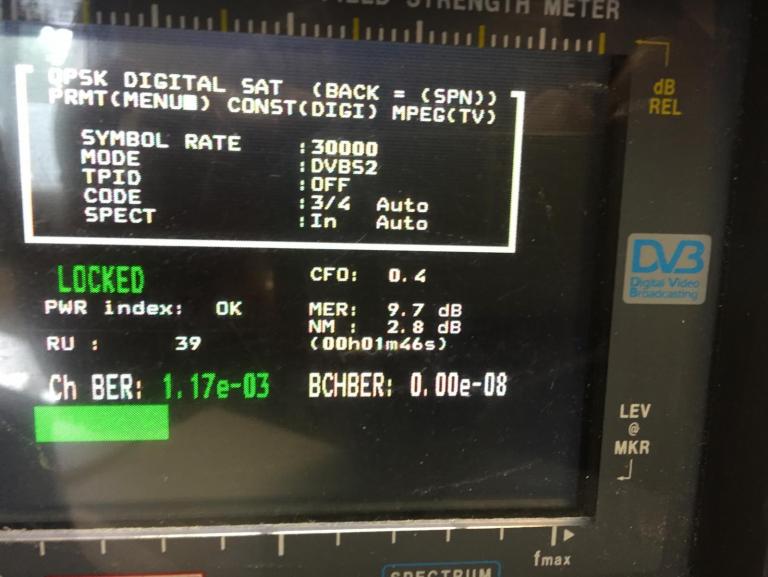 STRENGTH METER
QPSK DIGITAL SAT (BACK = (SPN))
PRMT(MENU■) CONST(DIGI) MPEG(TV)
SYMBOL RATE :30000
MODE :DVBS2
TPID :OFF
CODE :3/4 Auto
SPECT :In Auto
LOCKED CFO: 0.4
PWR index: OK MER: 9.7 dB
NM : 2.8 dB
RU : 39 (00h01m46s)
Ch BER: 1.17e-03 BCHBER: 0.00e-08
dB
REL
DVB
Digital Video
Broadcasting
LEV
@
MKR
fmax
SPECTRUM